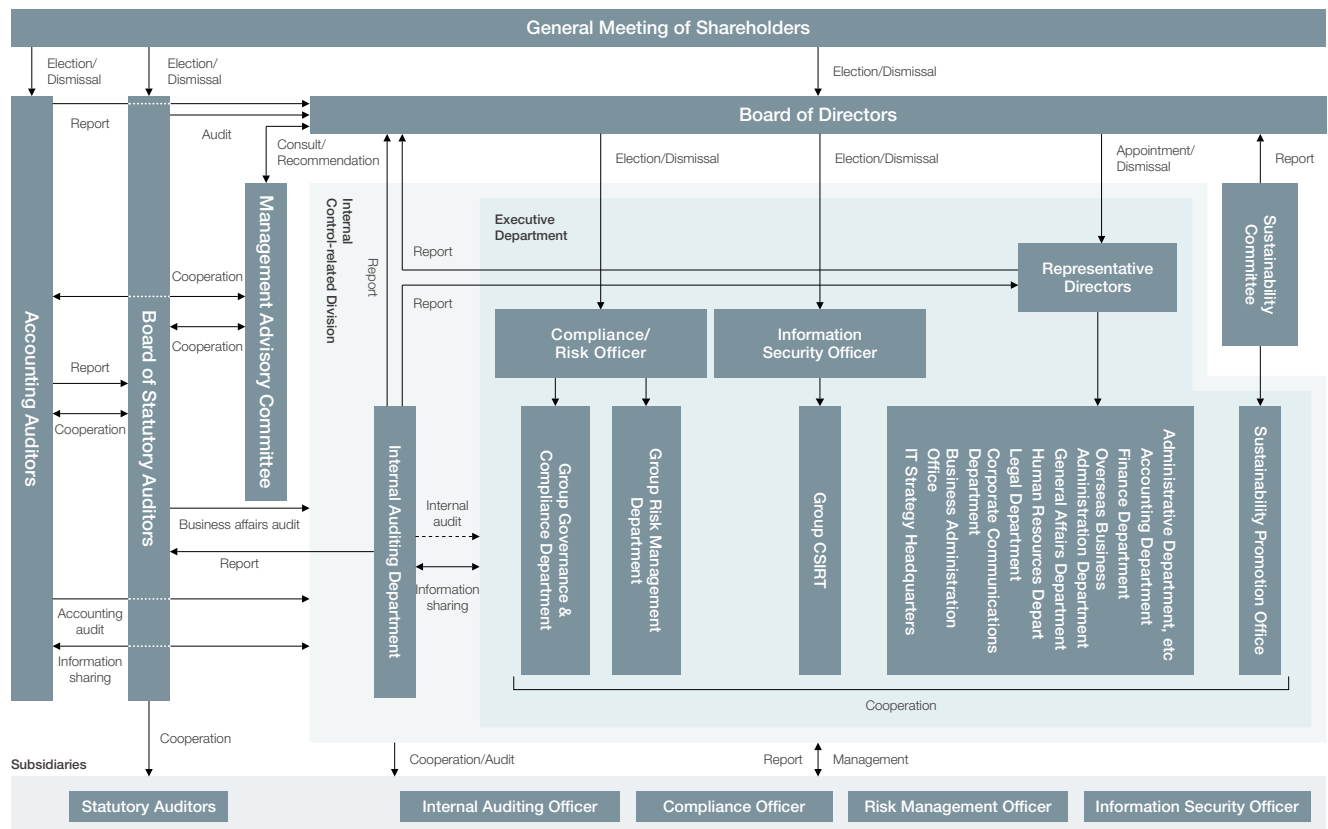 General Meeting of Shareholders
Election/
Dismissal
Election/
Dismissal
Election/Dismissal
Board of Directors
Report
Audit
Consult/
Recommendation
Election/Dismissal
Election/Dismissal
Appointment/
Dismissal
Report
Accounting Auditors
Board of Statutory Auditors
Management Advisory Committee
Internal
Control-related Division
Report
Executive
Department
Report
Report
Representative
Directors
Sustainability
Committee
Cooperation
Cooperation
Report
Cooperation
Compliance/
Risk Officer
Information
Security Officer
Internal Auditing Department
Group Governance &
Compliance Department
Group Risk Management
Department
Group CSIRT
Administrative Department, etc
Accounting Department
Finance Department
Overseas Business
Administration Department
General Affairs Department
Human Resources Depart
Legal Department
Corporate Communications
Department
Business Administration
Office
IT Strategy Headquarters
Sustainability Promotion Office
Business affairs audit
Internal
audit
Report
Information
sharing
Accounting
audit
Information
sharing
Cooperation
Cooperation
Cooperation/Audit
Report
Management
Subsidiaries
Statutory Auditors
Internal Auditing Officer
Compliance Officer
Risk Management Officer
Information Security Officer